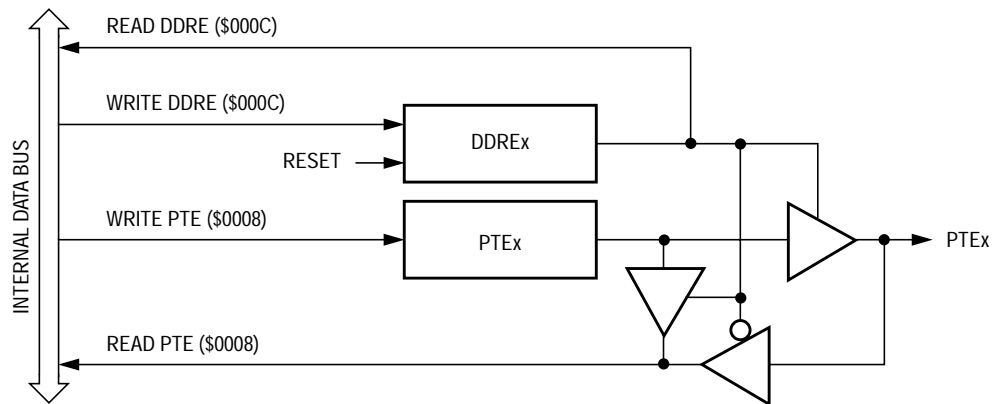 READ DDRE ($000C)
WRITE DDRE ($000C)
DDREx
RESET
WRITE PTE ($0008)
PTEx
PTEx
READ PTE ($0008)
INTERNAL DATA BUS